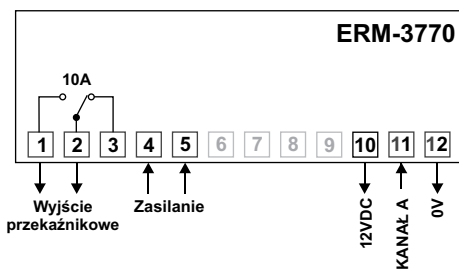 ERM-3770
10A
1 2 3 4 5 6 7 8 9 10 11 12
Wyjście
przekaźnikowe
Zasilanie
12VDC
KANAŁ A
0V